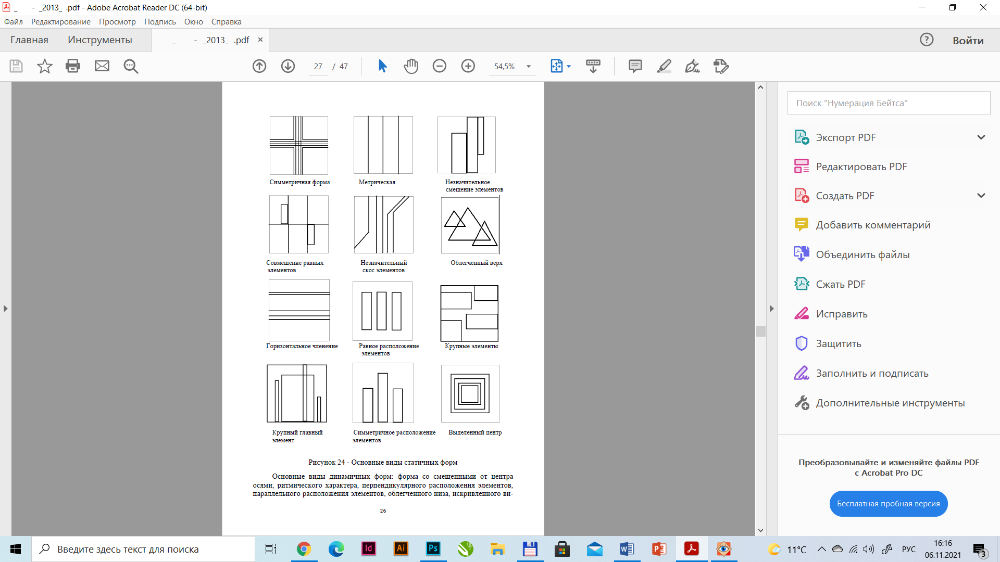 _ - _2013_ .pdf - Adobe Acrobat Reader DC (64-bit)
Файл Редактирование Просмотр Подпись Окно Справка
Главная Инструменты _ - _2013_ .pdf × ? Войти
27 / 47 54,5%
Симметричная форма Метрическая Незначительное
смещение элементов
Совмещение равных Незначительный Облегченный верх
элементов скос элементов
Горизонтальное членение Равное расположение Крупные элементы
элементов
Крупный главный Симметричное расположение Выделенный центр
элемент элементов
Рисунок 24 - Основные виды статичных форм
Основные виды динамичных форм: форма со смещенными от центра
осями, ритмического характера, перпендикулярного расположения элементов,
параллельного расположения элементов, облегченного низа, искривленного ви-
26
Поиск "Нумерация Бейтса"
Экспорт PDF
Редактировать PDF
Создать PDF
Добавить комментарий
Объединить файлы
Сжать PDF
Исправить
Защитить
Заполнить и подписать
Дополнительные инструменты
Преобразовывайте и изменяйте файлы PDF
с Acrobat Pro DC
Бесплатная пробная версия
Введите здесь текст для поиска
Id Ai Ps
11°C РУС 16:16
06.11.2021 3